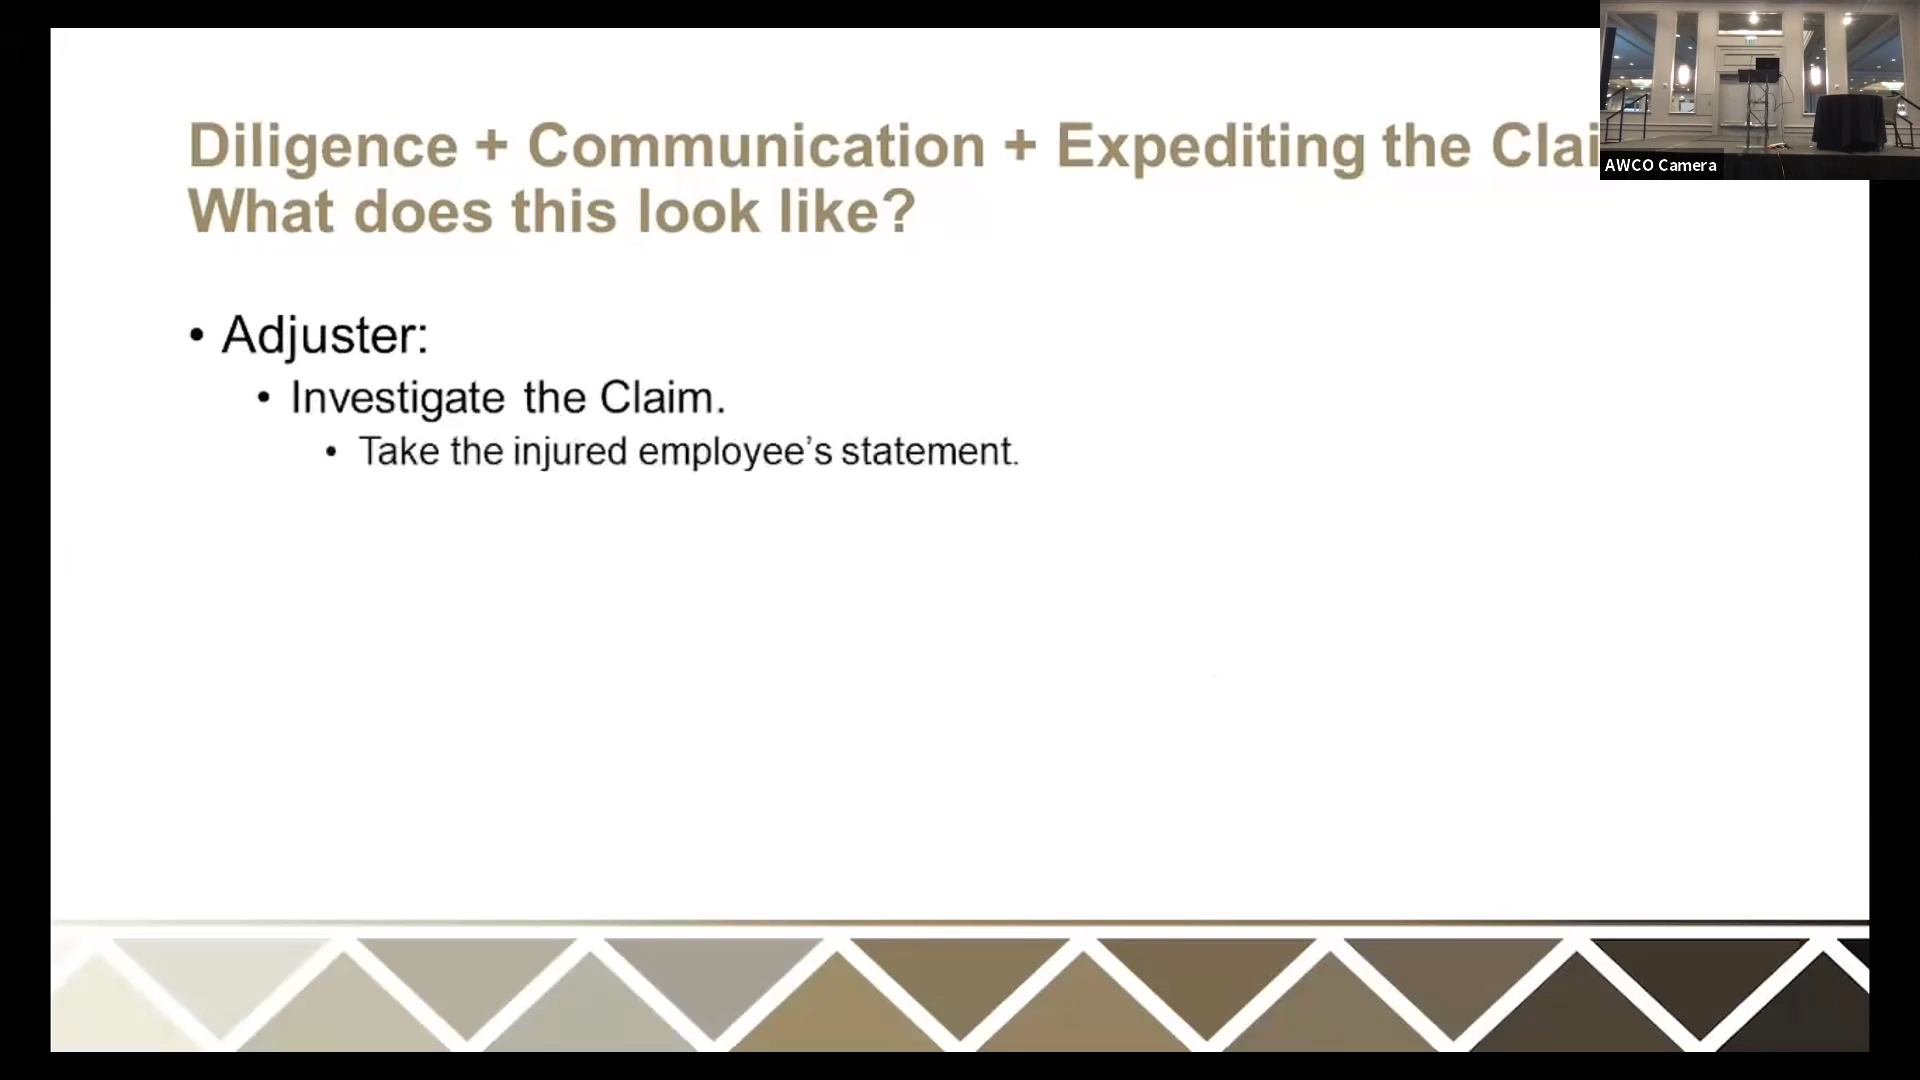 Diligence + Communication + Expediting the Clai
What does this look like?
• Adjuster:
• Investigate the Claim.
• Take the injured employee’s statement.
AWCO Camera